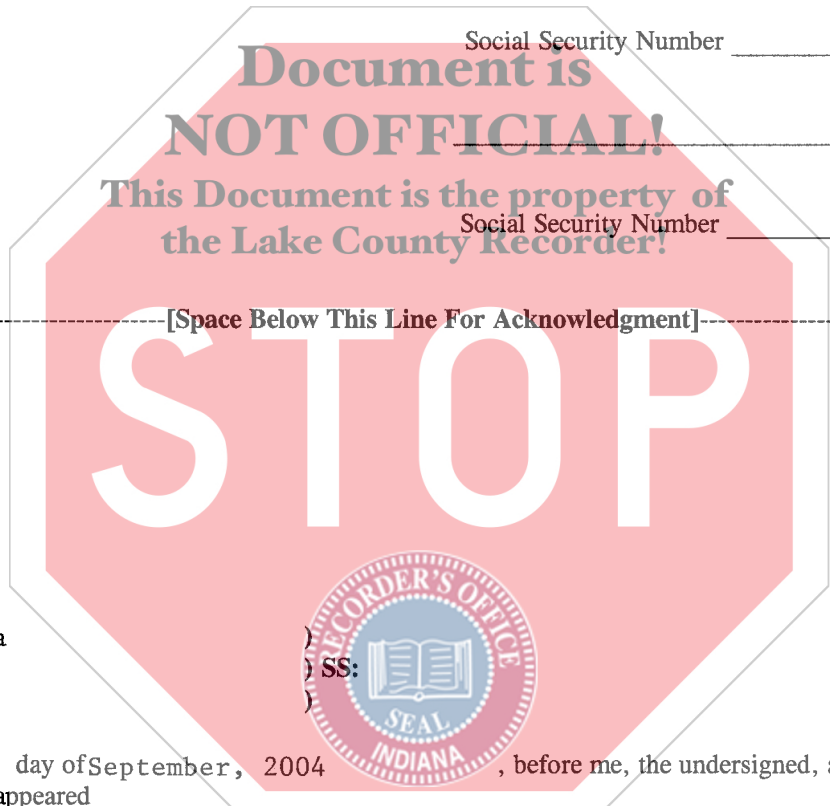 Social Security Number
Document is
NOT OFFICIAL!
This Document is the property of
Social Security Number
the Lake County Recorder!
[Space Below This Line For Acknowledgment]
STOP
RECORDER'S OFFICE
a )
) SS:
)
SEAL
INDIANA
day of September, 2004 , before me, the undersigned, a
appeared